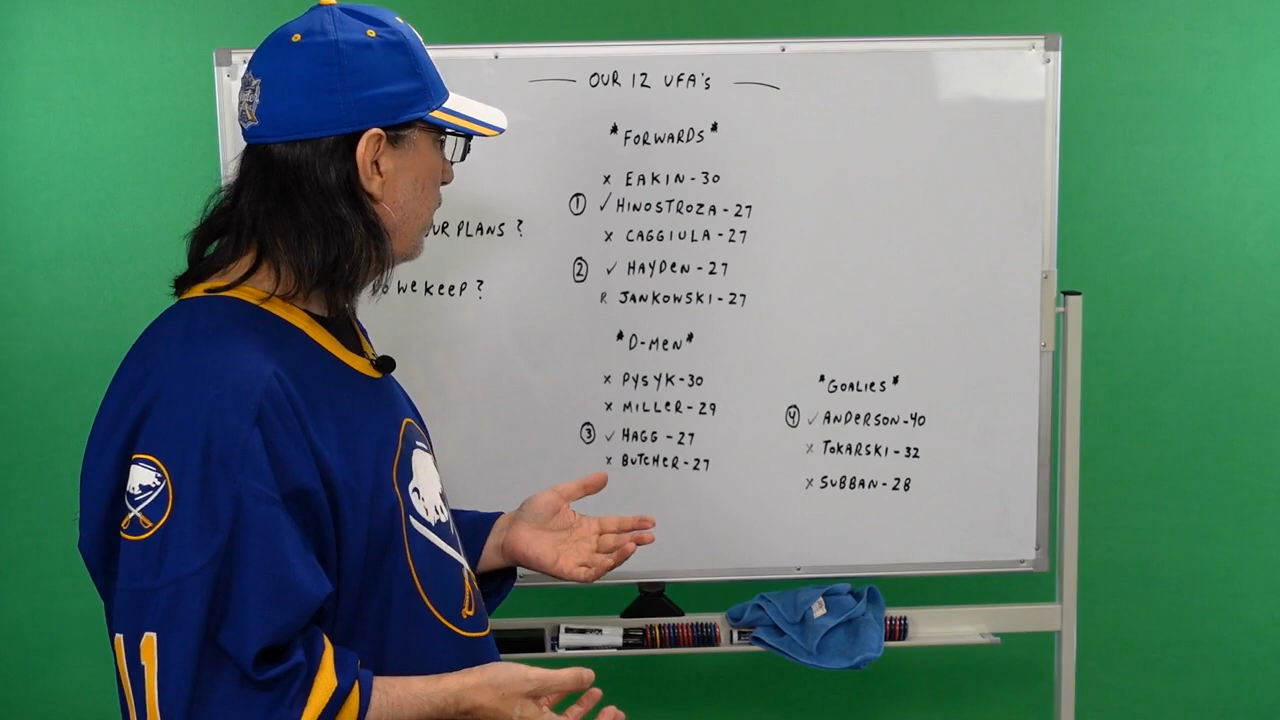 OUR 12 UFA's
*FORWARDS*
x EAKIN-30
① ✓ HINOSTROZA-27
x CAGGIULA-27
② ✓ HAYDEN-27
R JANKOWSKI-27
PLANS?
we keep?
*D-MEN*
x PYSYK-30
x MILLER-29
③ ✓ HAGG-27
x BUTCHER-27
*GOALIES*
④ ✓ ANDERSON-40
x TOKARSKI-32
x SUBBAN-28
11